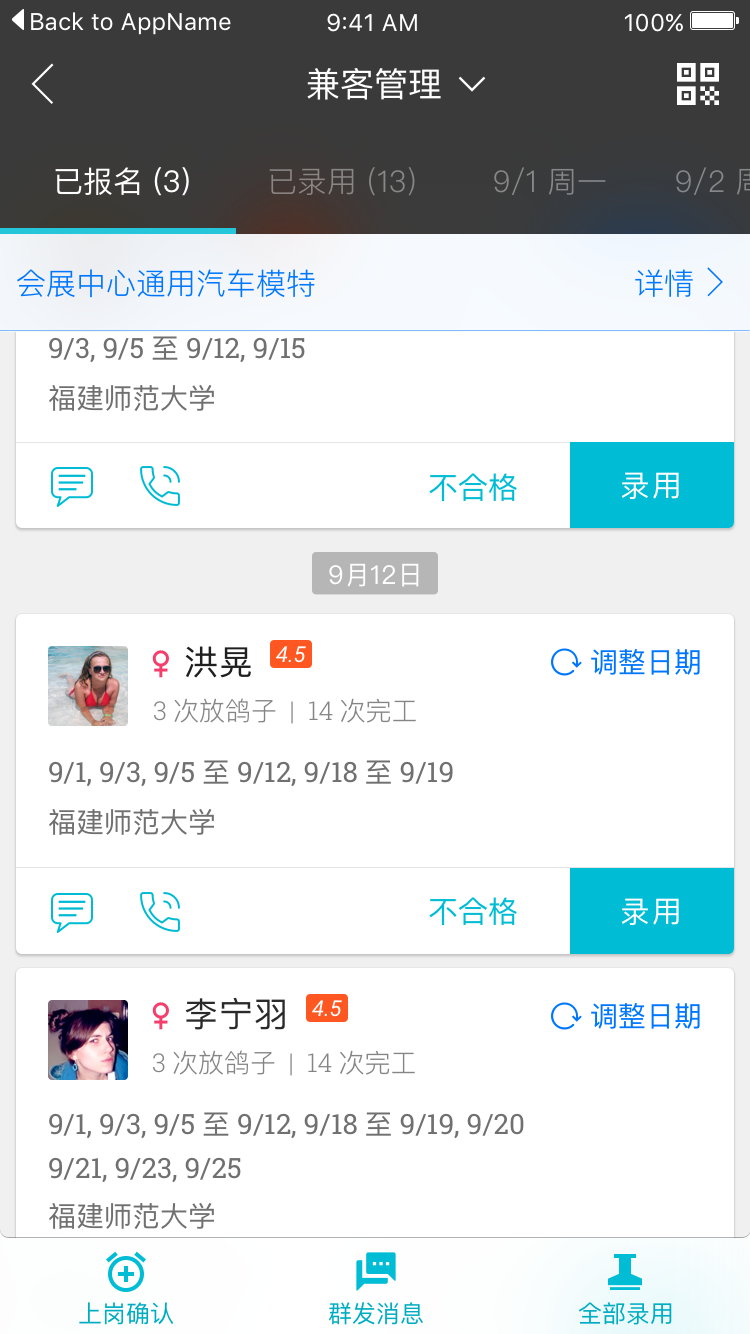 Back to AppName 9:41 AM 100%
兼客管理
已报名 (3) 已录用 (13) 9/1 周一 9/2
会展中心通用汽车模特 详情
9/3, 9/5 至 9/12, 9/15
福建师范大学
不合格 录用
9月12日
洪晃 4.5 调整日期
3 次放鸽子 | 14 次完工
9/1, 9/3, 9/5 至 9/12, 9/18 至 9/19
福建师范大学
不合格 录用
李宁羽 4.5 调整日期
3 次放鸽子 | 14 次完工
9/1, 9/3, 9/5 至 9/12, 9/18 至 9/19, 9/20
9/21, 9/23, 9/25
福建师范大学
上岗确认 群发消息 全部录用